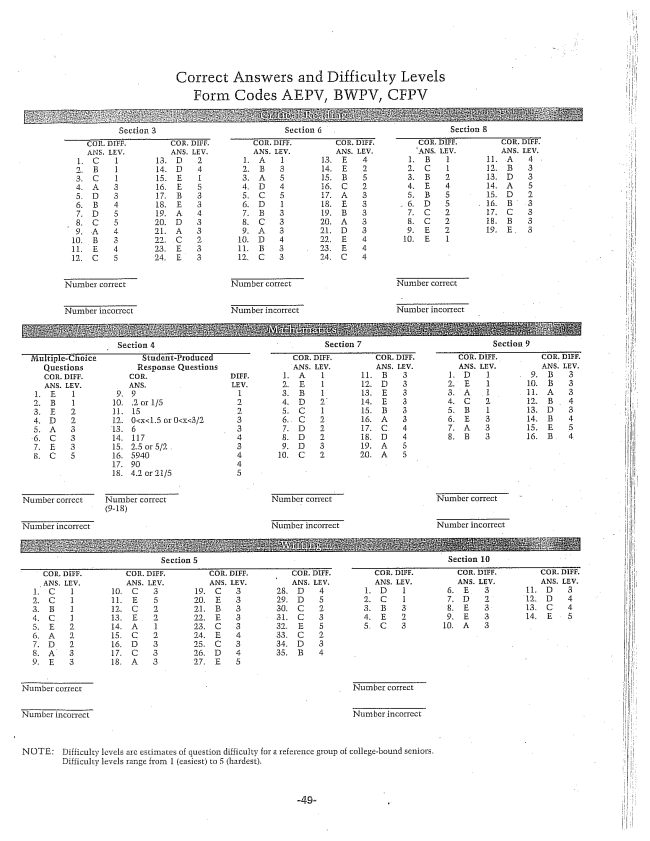 Correct Answers and Difficulty Levels
Form Codes AEPV, BWPV, CFPV
Critical Reading
Section 3 Section 6 Section 8
COR. DIFF. COR. DIFF. COR. DIFF. COR. DIFF. COR. DIFF. COR. DIFF.
ANS. LEV. ANS. LEV. ANS. LEV. ANS. LEV. ANS. LEV. ANS. LEV.
1. C 1 13. D 2 1. A 1 13. E 4 1. B 1 11. A 4
2. B 1 14. D 4 2. B 3 14. E 2 2. C 1 12. B 3
3. C 1 15. E 1 3. A 5 15. B 5 3. B 2 13. D 3
4. A 3 16. E 5 4. D 4 16. C 2 4. E 4 14. A 5
5. D 3 17. B 3 5. C 5 17. A 3 5. B 5 15. D 2
6. B 4 18. E 3 6. D 1 18. E 3 6. D 5 16. B 3
7. D 5 19. A 4 7. B 3 19. B 3 7. C 2 17. C 3
8. C 5 20. D 3 8. C 3 20. A 3 8. C 2 18. B 3
9. A 4 21. A 3 9. A 3 21. D 3 9. E 2 19. E 3
10. B 3 22. C 2 10. D 4 22. E 4 10. E 1
11. E 4 23. E 3 11. B 3 23. E 4
12. C 5 24. E 3 12. C 3 24. C 4
Number correct Number correct Number correct
Number incorrect Number incorrect Number incorrect
Mathematics
Section 4 Section 7 Section 9
Multiple-Choice Student-Produced COR. DIFF. COR. DIFF. COR. DIFF. COR. DIFF.
Questions Response Questions ANS. LEV. ANS. LEV. ANS. LEV. ANS. LEV.
COR. DIFF. COR. DIFF. 1. A 1 11. B 3 1. D 1 9. B 3
ANS. LEV. ANS. LEV. 2. E 1 12. D 3 2. E 1 10. B 3
1. E 1 9. 9 1 3. B 1 13. E 3 3. A 1 11. A 3
2. B 1 10. .2 or 1/5 2 4. D 2 14. E 3 4. C 2 12. B 4
3. E 2 11. 15 2 5. C 1 15. B 3 5. B 1 13. D 3
4. D 2 12. 0<x<1.5 or 0<x<3/2 3 6. C 2 16. A 3 6. E 3 14. B 4
5. A 3 13. 6 3 7. D 2 17. C 4 7. A 3 15. E 5
6. C 3 14. 117 4 8. D 2 18. D 4 8. B 3 16. B 4
7. E 3 15. 2.5 or 5/2 3 9. D 3 19. A 5
8. C 5 16. 5940 4 10. C 2 20. A 5
17. 90 4
18. 4.2 or 21/5 5
Number correct Number correct Number correct Number correct
(9-18)
Number incorrect Number incorrect Number incorrect
Writing
Section 5 Section 10
COR. DIFF. COR. DIFF. COR. DIFF. COR. DIFF. COR. DIFF. COR. DIFF. COR. DIFF.
ANS. LEV. ANS. LEV. ANS. LEV. ANS. LEV. ANS. LEV. ANS. LEV. ANS. LEV.
1. C 1 10. C 3 19. C 3 28. D 4 1. D 1 6. E 3 11. D 3
2. C 1 11. E 5 20. E 3 29. D 5 2. C 1 7. D 2 12. D 4
3. B 1 12. C 2 21. B 3 30. C 2 3. B 3 8. E 3 13. C 4
4. C 1 13. E 2 22. E 3 31. C 3 4. E 2 9. E 3 14. E 5
5. E 2 14. A 1 23. C 3 32. E 5 5. C 3 10. A 3
6. A 2 15. C 2 24. E 4 33. C 2
7. D 2 16. D 3 25. C 3 34. D 3
8. A 3 17. C 3 26. D 4 35. B 4
9. E 3 18. A 3 27. E 5
Number correct Number correct
Number incorrect Number incorrect
NOTE: Difficulty levels are estimates of question difficulty for a reference group of college-bound seniors.
Difficulty levels range from 1 (easiest) to 5 (hardest).
-49-